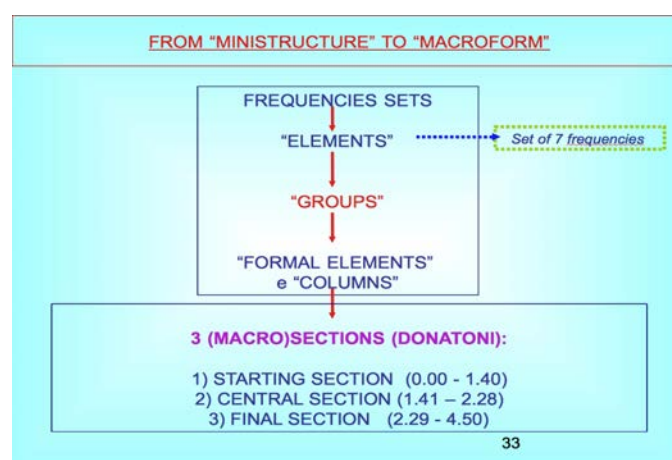 FROM “MINISTRUCTURE” TO “MACROFORM”
FREQUENCIES SETS
“ELEMENTS”
Set of 7 frequencies
“GROUPS”
“FORMAL ELEMENTS”
e “COLUMNS”
3 (MACRO)SECTIONS (DONATONI):
1) STARTING SECTION (0.00 - 1.40)
2) CENTRAL SECTION (1.41 – 2.28)
3) FINAL SECTION (2.29 - 4.50)
33